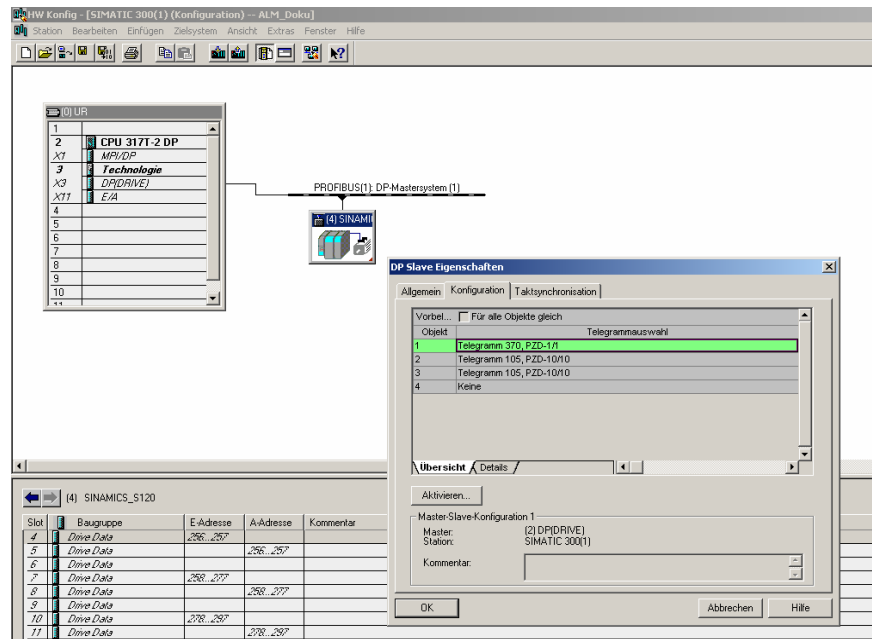 HW Konfig - [SIMATIC 300(1) (Konfiguration) -- ALM_Doku]
Station Bearbeiten Einfügen Zielsystem Ansicht Extras Fenster Hilfe
(0) UR
1
2 CPU 317T-2 DP
X1 MPI/DP
3 Technologie
X3 DP(DRIVE)
X11 E/A
4
5
6
7
8
9
10
11
PROFIBUS(1): DP-Mastersystem (1)
(4) SINAMI
DP Slave Eigenschaften
Allgemein Konfiguration Taktsynchronisation
Vorbel... Für alle Objekte gleich
Objekt Telegrammauswahl
1 Telegramm 370, PZD-1/1
2 Telegramm 105, PZD-10/10
3 Telegramm 105, PZD-10/10
4 Keine
Übersicht Details
Aktivieren...
Master-Slave-Konfiguration 1
Master: (2) DP(DRIVE)
Station: SIMATIC 300(1)
Kommentar:
OK Abbrechen Hilfe
(4) SINAMICS_S120
Slot Baugruppe E-Adresse A-Adresse Kommentar
4 Drive Data 256...257
5 Drive Data 256...257
6 Drive Data
7 Drive Data 258...277
8 Drive Data 258...277
9 Drive Data
10 Drive Data 278...297
11 Drive Data 278...297